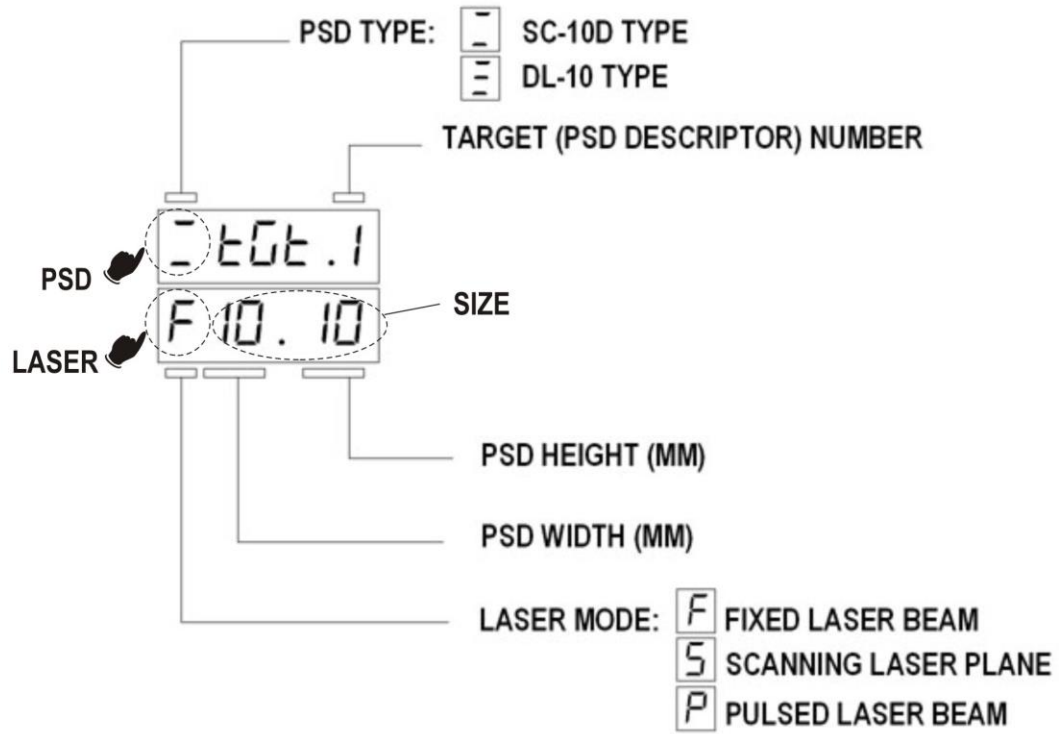 PSD TYPE: SC-10D TYPE
DL-10 TYPE
TARGET (PSD DESCRIPTOR) NUMBER
tGt.1
PSD
F 10. 10
SIZE
LASER
PSD HEIGHT (MM)
PSD WIDTH (MM)
LASER MODE: F FIXED LASER BEAM
S SCANNING LASER PLANE
P PULSED LASER BEAM